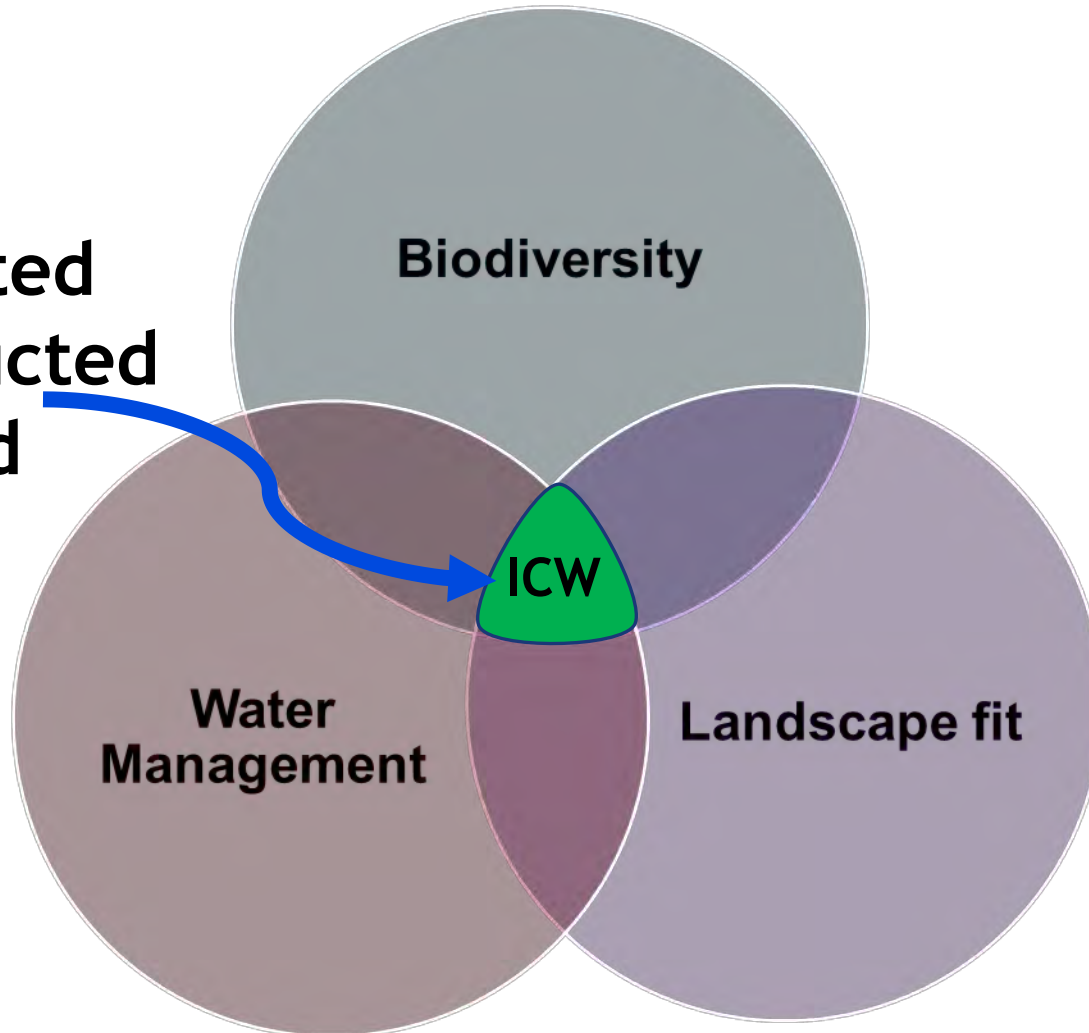 Biodiversity
ted
ucted
d
ICW
Water
Management
Landscape fit